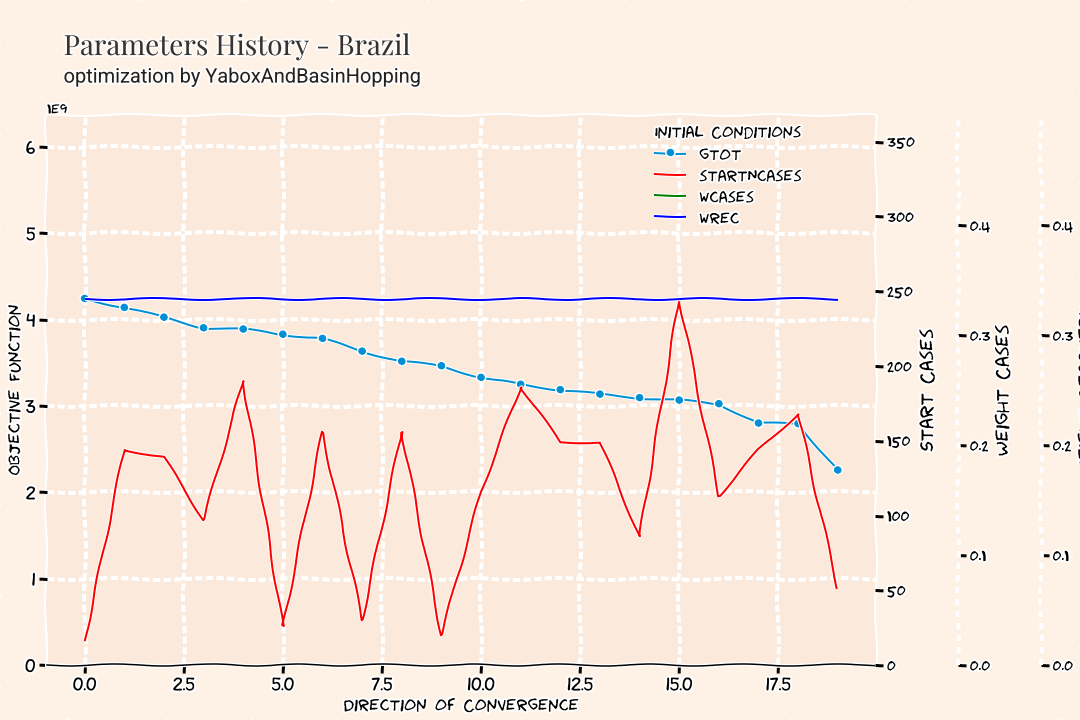 Parameters History - Brazil
optimization by YaboxAndBasinHopping
1E9
INITIAL CONDITIONS
GTOT
STARTNCASES
WCASES
WREC
6
5
4
3
2
1
0
OBJECTIVE FUNCTION
350
300
250
200
150
100
50
0
START CASES
0.4
0.3
0.2
0.1
0.0
WEIGHT CASES
0.4
0.3
0.2
0.1
0.0
0.0 2.5 5.0 7.5 10.0 12.5 15.0 17.5
DIRECTION OF CONVERGENCE